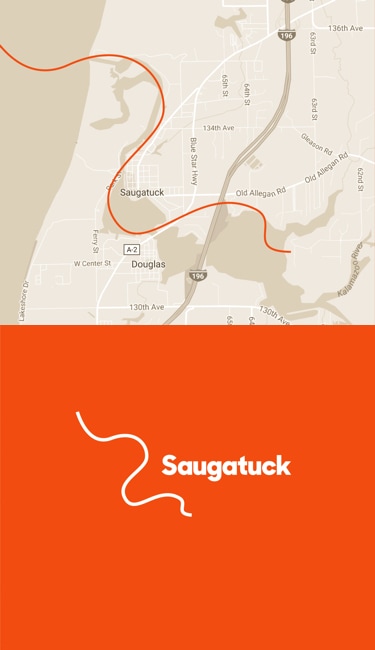 136th Ave
196
63rd St
65th St
64th St
134th Ave
63rd St
Blue Star Hwy
Gleason Rd
Old Allegan Rd
62nd St
Saugatuck
Old Allegan Rd
Ferry St
A-2
W Center St
Douglas
196
Kalamazoo River
Lakeshore Dr
130th Ave
130th Ave
Saugatuck